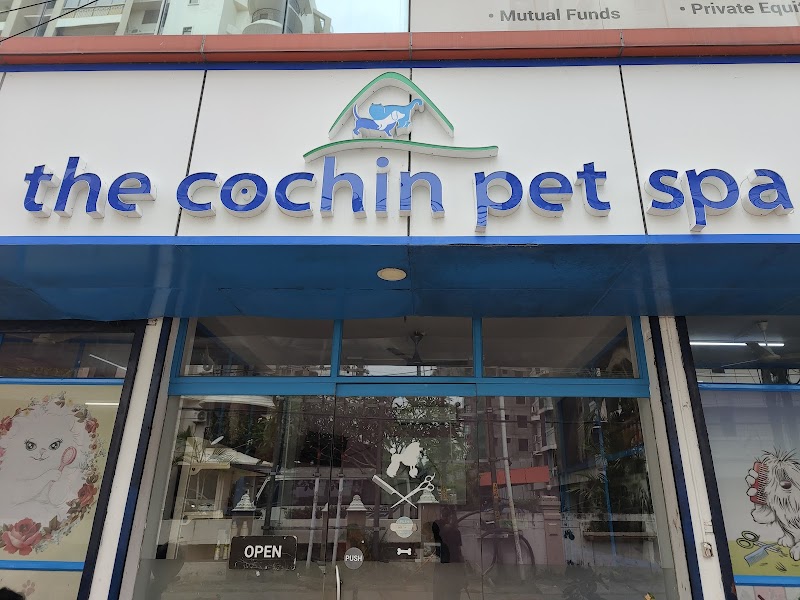 • Mutual Funds
• Private Equi
the cochin pet spa
OPEN
PUSH